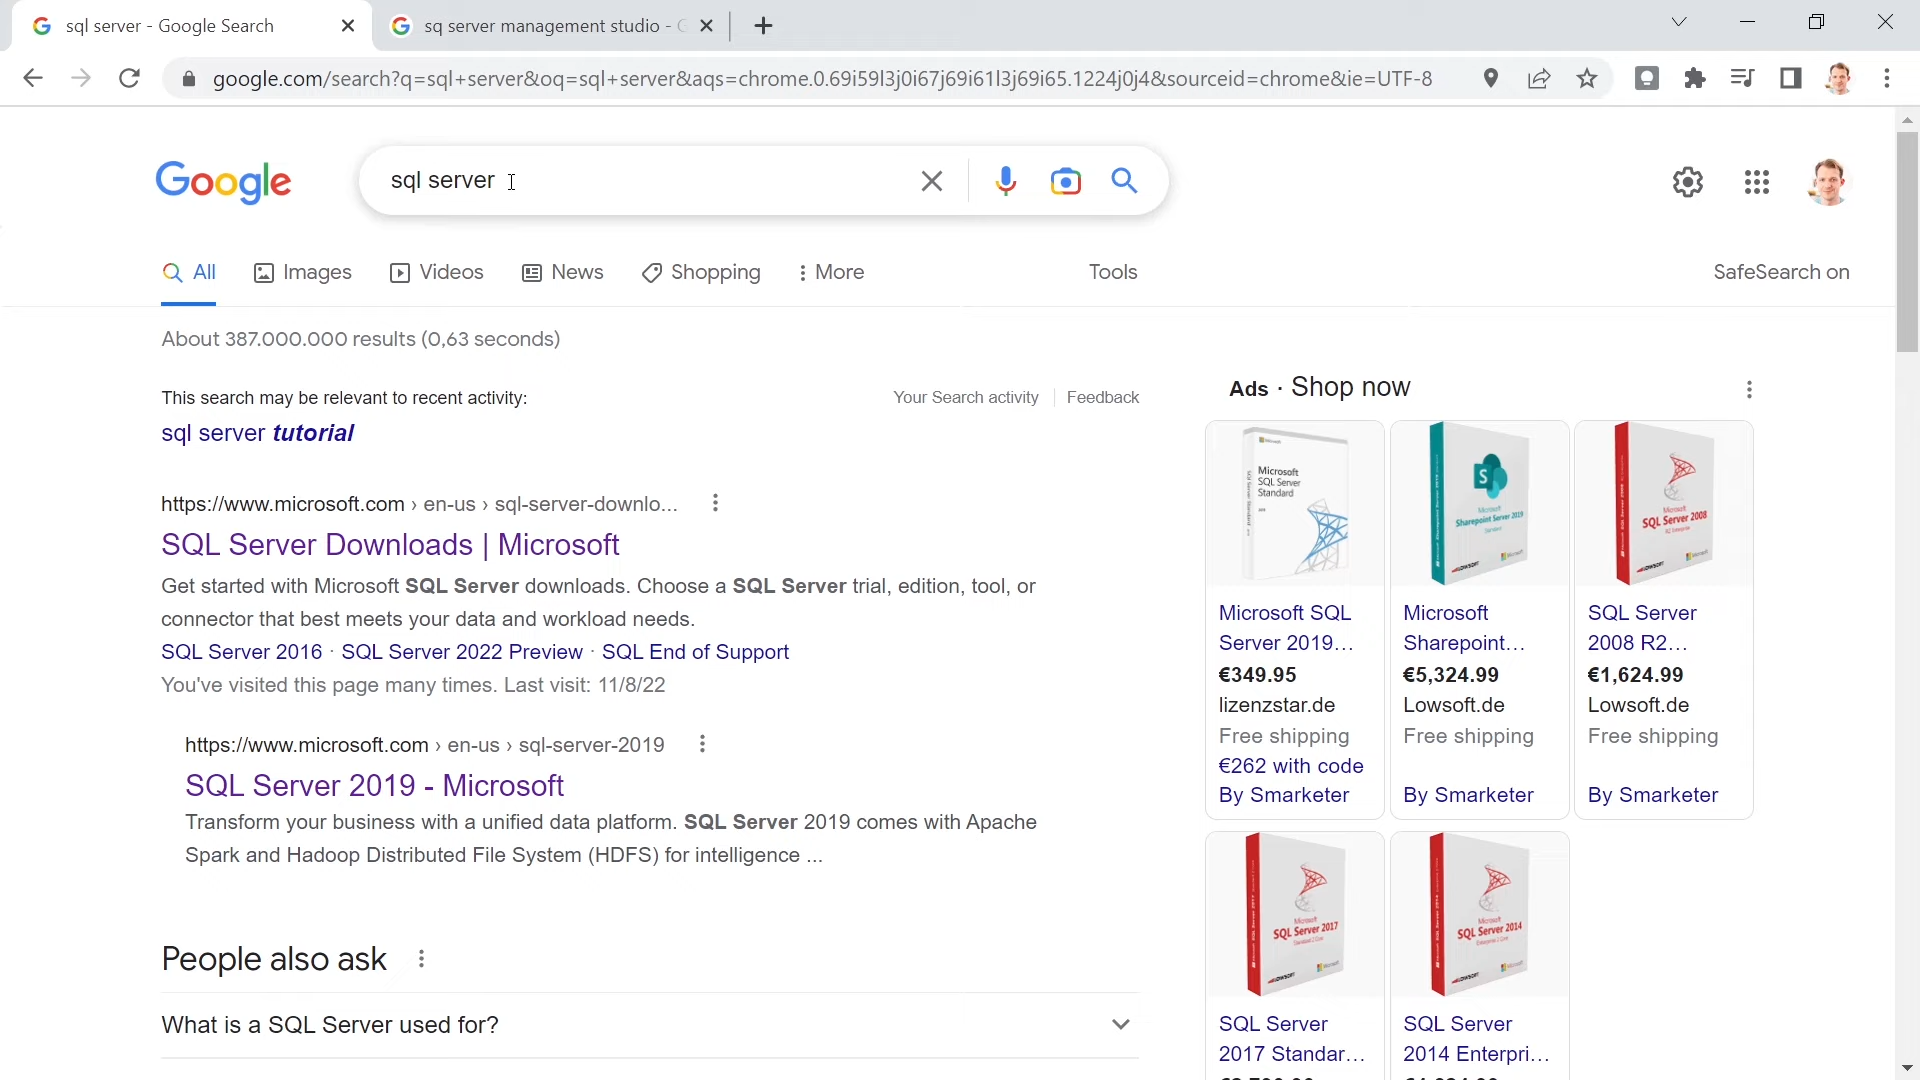 sql server - Google Search
sq server management studio - G
google.com/search?q=sql+server&oq=sql+server&aqs=chrome.0.69i59l3j0i67j69i61l3j69i65.1224j0j4&sourceid=chrome&ie=UTF-8
Google
sql server
All
Images
Videos
News
Shopping
More
Tools
SafeSearch on
About 387.000.000 results (0,63 seconds)
This search may be relevant to recent activity:
Your Search activity
Feedback
sql server tutorial
https://www.microsoft.com › en-us › sql-server-downlo...
SQL Server Downloads | Microsoft
Get started with Microsoft SQL Server downloads. Choose a SQL Server trial, edition, tool, or
connector that best meets your data and workload needs.
SQL Server 2016 · SQL Server 2022 Preview · SQL End of Support
You've visited this page many times. Last visit: 11/8/22
https://www.microsoft.com › en-us › sql-server-2019
SQL Server 2019 - Microsoft
Transform your business with a unified data platform. SQL Server 2019 comes with Apache
Spark and Hadoop Distributed File System (HDFS) for intelligence ...
People also ask
What is a SQL Server used for?
Ads · Shop now
Microsoft
SQL Server
Standard
Microsoft SQL
Server 2019...
€349.95
lizenzstar.de
Free shipping
€262 with code
By Smarketer
Microsoft
Sharepoint Server 2019
Microsoft
Sharepoint...
€5,324.99
Lowsoft.de
Free shipping
By Smarketer
Microsoft
SQL Server 2008
SQL Server
2008 R2...
€1,624.99
Lowsoft.de
Free shipping
By Smarketer
Microsoft
SQL Server 2017
SQL Server
2017 Standar...
Microsoft
SQL Server 2014
SQL Server
2014 Enterpri...